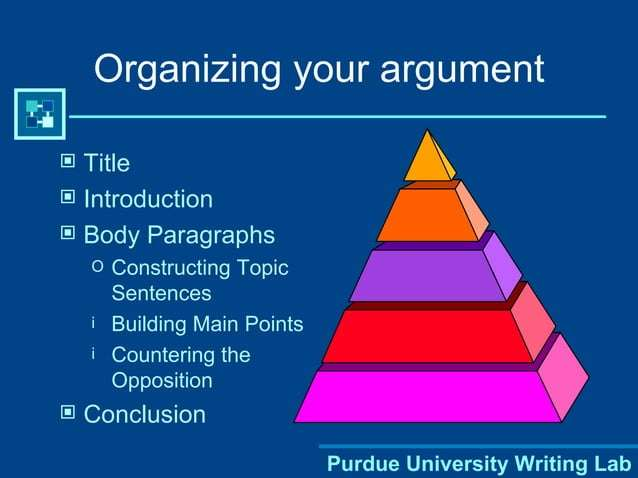 Organizing your argument
Title
Introduction
Body Paragraphs
O Constructing Topic
Sentences
i Building Main Points
i Countering the
Opposition
Conclusion
Purdue University Writing Lab